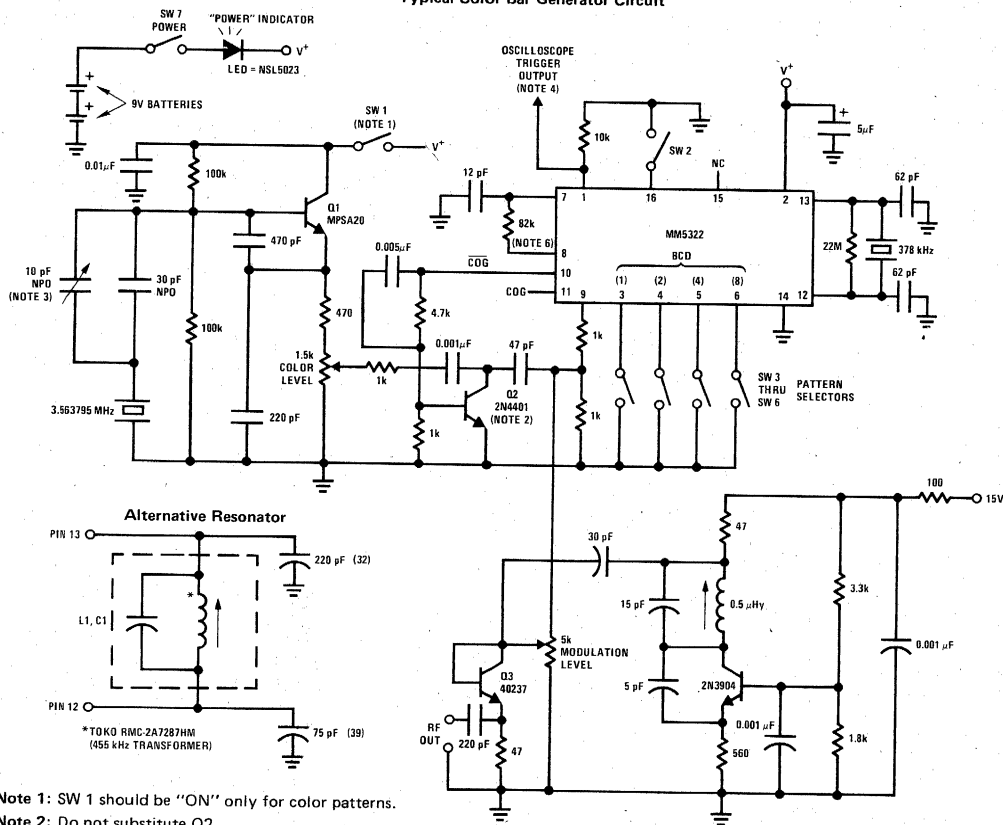 Typical Color Bar Generator Circuit
SW 7
POWER
"POWER" INDICATOR
V+
LED = NSL5023
9V BATTERIES
SW 1
(NOTE 1)
V+
0.01μF
100k
Q1
MPSA20
470 pF
10 pF
NPO
(NOTE 3)
30 pF
NPO
100k
470
1.5k
COLOR
LEVEL
3.563795 MHz
220 pF
OSCILLOSCOPE
TRIGGER
OUTPUT
(NOTE 4)
10k
SW 2
NC
V+
5μF
12 pF
82k
(NOTE 6)
7
1
16
15
2
13
MM5322
8
10
11
9
BCD
(1)
(2)
(4)
(8)
3
4
5
6
14
12
62 pF
22M
378 kHz
62 pF
0.005μF
COG
COG
4.7k
1k
0.001μF
47 pF
1k
Q2
2N4401
(NOTE 2)
1k
1k
SW 3
THRU
SW 6
PATTERN
SELECTORS
Alternative Resonator
PIN 13
220 pF (32)
L1, C1
*
PIN 12
75 pF (39)
*TOKO RMC-2A7287HM
(455 kHz TRANSFORMER)
100
15V
47
30 pF
15 pF
0.5 μHy
3.3k
0.001 μF
5k
MODULATION
LEVEL
Q3
40237
5 pF
2N3904
0.001 μF
RF
OUT
220 pF
47
560
1.8k
Note 1: SW 1 should be "ON" only for color patterns.
Note 2: Do not substitute Q2.